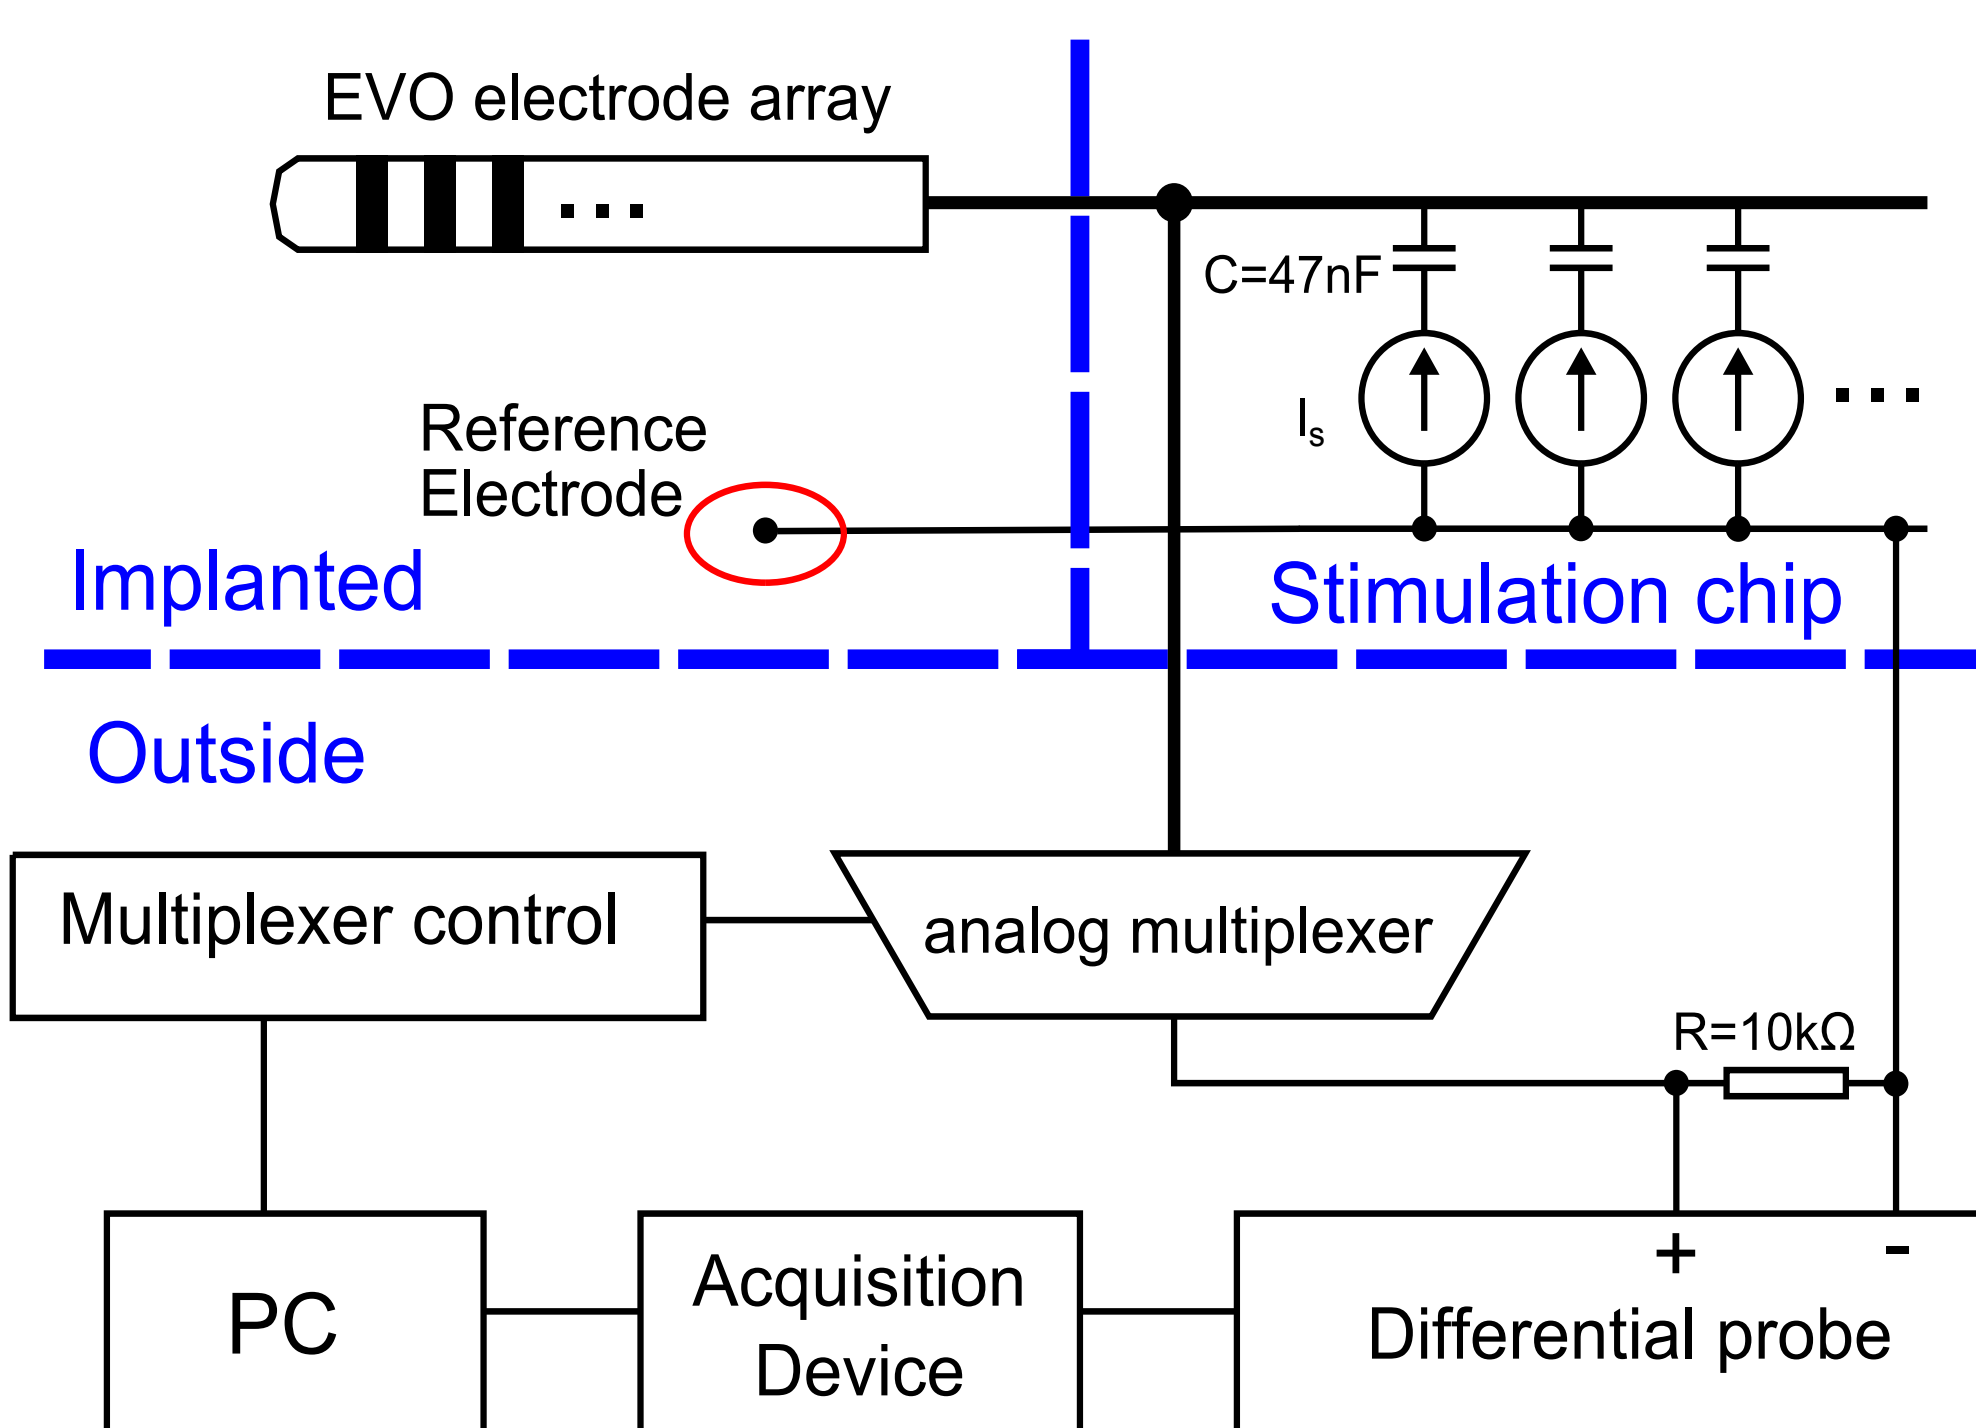 EVO electrode array
C=47nF
Is
Reference
Electrode
Implanted
Stimulation chip
Outside
Multiplexer control
analog multiplexer
R=10kΩ
+ -
PC
Acquisition
Device
Differential probe